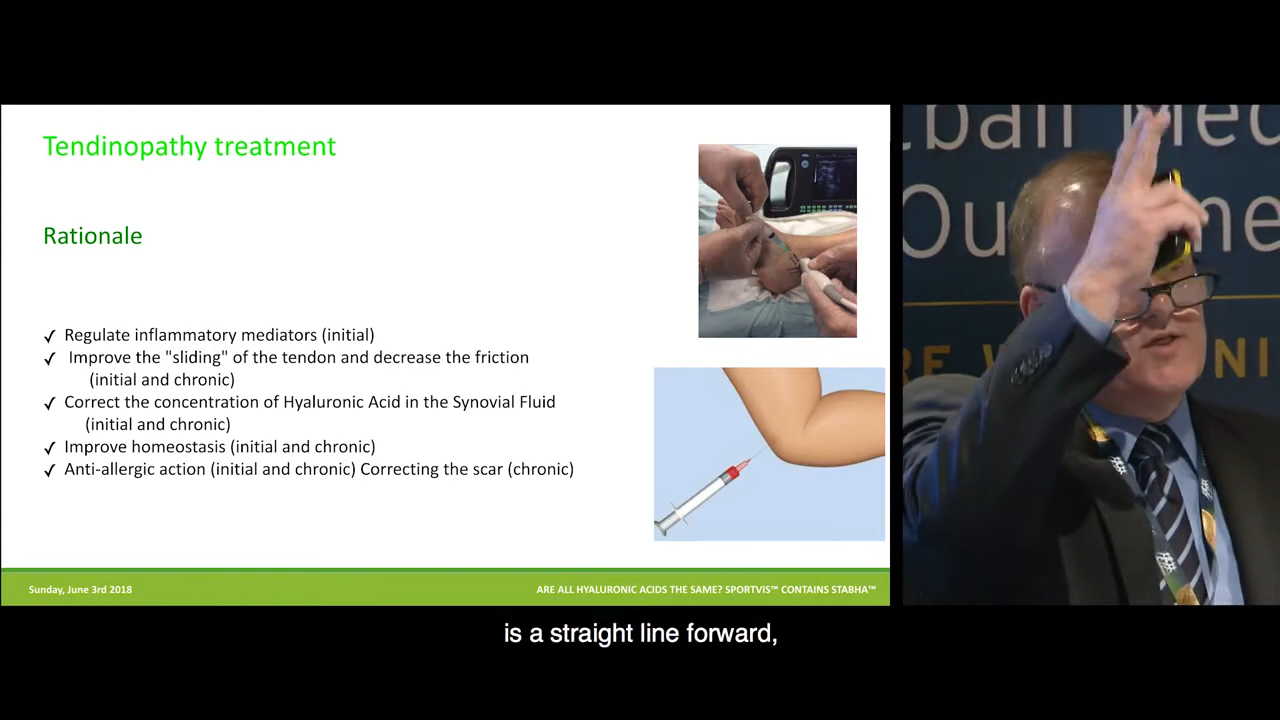 Tendinopathy treatment
Rationale
✓ Regulate inflammatory mediators (initial)
✓ Improve the "sliding" of the tendon and decrease the friction
(initial and chronic)
✓ Correct the concentration of Hyaluronic Acid in the Synovial Fluid
(initial and chronic)
✓ Improve homeostasis (initial and chronic)
✓ Anti-allergic action (initial and chronic) Correcting the scar (chronic)
Sunday, June 3rd 2018
ARE ALL HYALURONIC ACIDS THE SAME? SPORTVIS™ CONTAINS STABHA™
is a straight line forward,